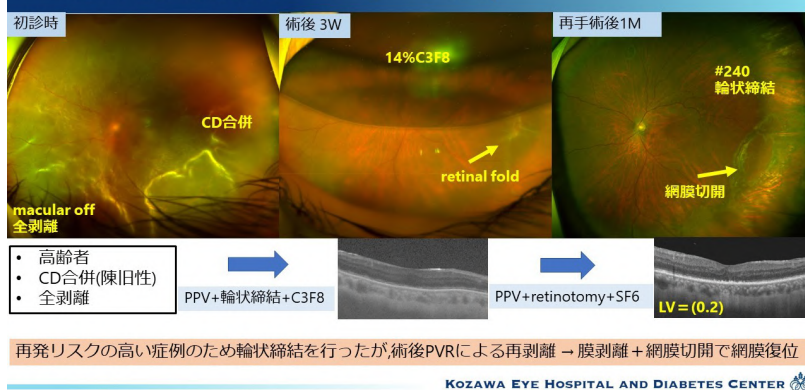 初診時
術後 3W
再手術後1M
14%C3F8
#240
輪状締結
CD合併
retinal fold
網膜切開
macular off
全剥離
• 高齢者
• CD合併(陳旧性)
• 全剥離
PPV+輪状締結+C3F8
PPV+retinotomy+SF6
LV=(0.2)
再発リスクの高い症例のため輪状締結を行ったが,術後PVRによる再剥離 → 膜剥離+網膜切開で網膜復位
KOZAWA EYE HOSPITAL AND DIABETES CENTER